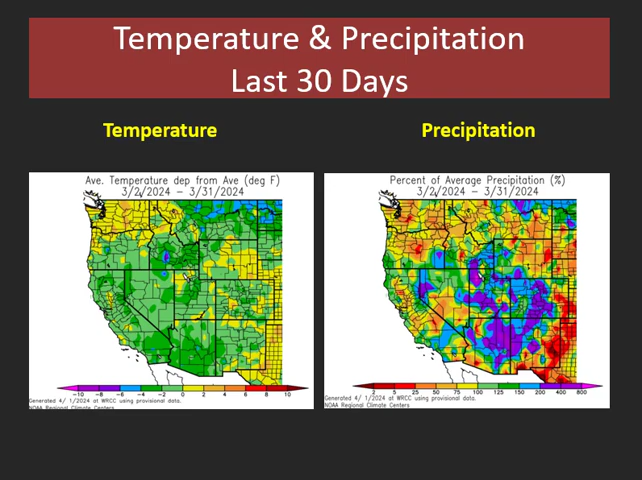 Temperature & Precipitation
Last 30 Days
Temperature
Precipitation
Ave. Temperature dep from Ave (deg F)
3/2/2024 – 3/31/2024
-10 -8 -6 -4 -2 0 2 4 6 8 10
Generated 4/ 1/2024 at WRCC using provisional data.
NOAA Regional Climate Centers
Percent of Average Precipitation (%)
3/2/2024 – 3/31/2024
2 5 25 50 75 100 125 150 200 400 800
Generated 4/ 1/2024 at WRCC using provisional data.
NOAA Regional Climate Centers